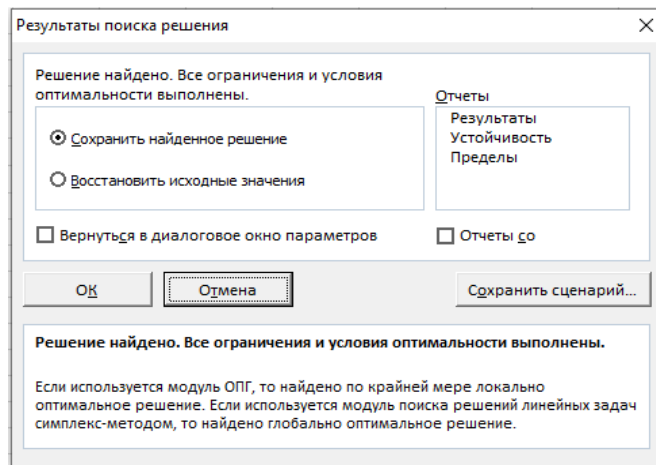 Результаты поиска решения
Решение найдено. Все ограничения и условия
оптимальности выполнены.
Отчеты
Результаты
Устойчивость
Пределы
Сохранить найденное решение
Восстановить исходные значения
Вернуться в диалоговое окно параметров
Отчеты со
ОК
Отмена
Сохранить сценарий...
Решение найдено. Все ограничения и условия оптимальности выполнены.
Если используется модуль ОПГ, то найдено по крайней мере локально
оптимальное решение. Если используется модуль поиска решений линейных задач
симплекс-методом, то найдено глобально оптимальное решение.